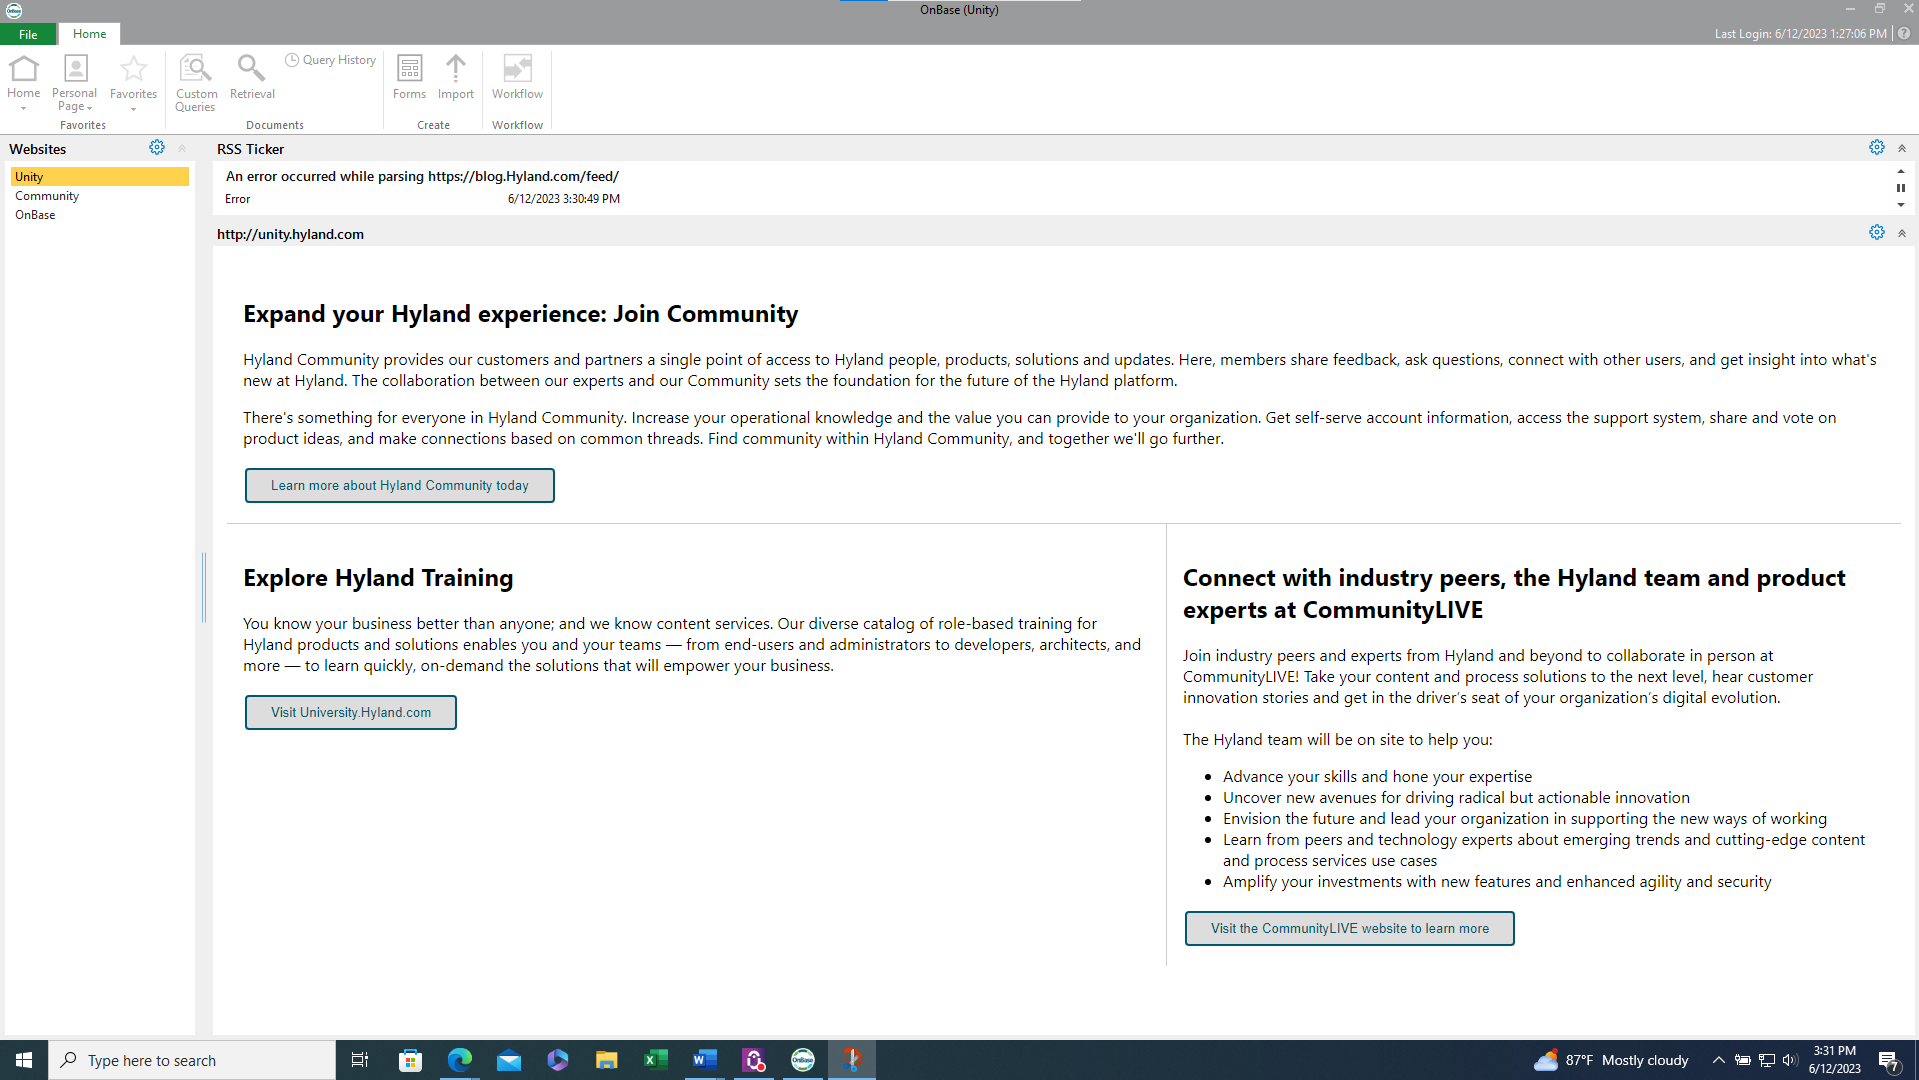 OnBase (Unity)
File
Home
Last Login: 6/12/2023 1:27:06 PM
Home
Personal
Page
Favorites
Favorites
Custom
Queries
Retrieval
Query History
Documents
Forms
Import
Create
Workflow
Workflow
Websites
Unity
Community
OnBase
RSS Ticker
An error occurred while parsing https://blog.Hyland.com/feed/
Error 6/12/2023 3:30:49 PM
http://unity.hyland.com
Expand your Hyland experience: Join Community
Hyland Community provides our customers and partners a single point of access to Hyland people, products, solutions and updates. Here, members share feedback, ask questions, connect with other users, and get insight into what's
new at Hyland. The collaboration between our experts and our Community sets the foundation for the future of the Hyland platform.
There's something for everyone in Hyland Community. Increase your operational knowledge and the value you can provide to your organization. Get self-serve account information, access the support system, share and vote on
product ideas, and make connections based on common threads. Find community within Hyland Community, and together we'll go further.
Learn more about Hyland Community today
Explore Hyland Training
You know your business better than anyone; and we know content services. Our diverse catalog of role-based training for
Hyland products and solutions enables you and your teams — from end-users and administrators to developers, architects, and
more — to learn quickly, on-demand the solutions that will empower your business.
Visit University.Hyland.com
Connect with industry peers, the Hyland team and product
experts at CommunityLIVE
Join industry peers and experts from Hyland and beyond to collaborate in person at
CommunityLIVE! Take your content and process solutions to the next level, hear customer
innovation stories and get in the driver's seat of your organization's digital evolution.
The Hyland team will be on site to help you:
• Advance your skills and hone your expertise
• Uncover new avenues for driving radical but actionable innovation
• Envision the future and lead your organization in supporting the new ways of working
• Learn from peers and technology experts about emerging trends and cutting-edge content
and process services use cases
• Amplify your investments with new features and enhanced agility and security
Visit the CommunityLIVE website to learn more
Type here to search
OnBase
87°F Mostly cloudy
3:31 PM
6/12/2023
7